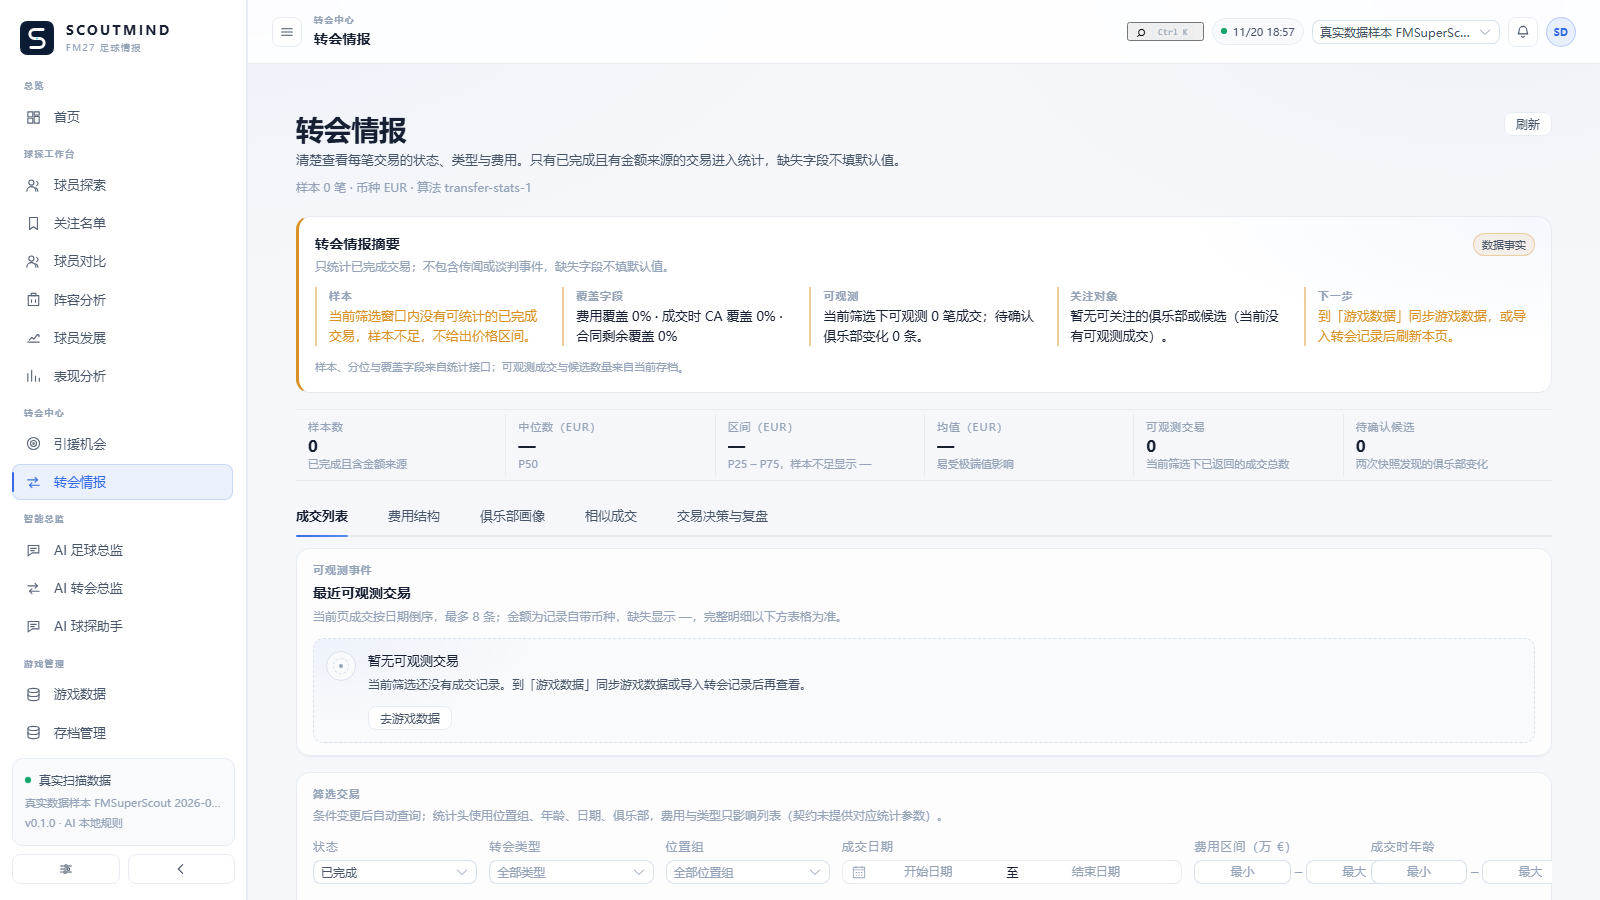 SCOUTMIND
FM27 足球情报
总览
首页
球探工作台
球员探索
关注名单
球员对比
阵容分析
球员发展
表现分析
转会中心
引援机会
转会情报
智能总监
AI 足球总监
AI 转会总监
AI 球探助手
游戏管理
游戏数据
存档管理
真实扫描数据
真实数据样本 FMSuperScout 2026-0...
v0.1.0 · AI 本地规则
转会中心
转会情报
Ctrl K
11/20 18:57
真实数据样本 FMSuperSc...
SD
转会情报
刷新
清楚查看每笔交易的状态、类型与费用。只有已完成且有金额来源的交易进入统计，缺失字段不填默认值。
样本 0 笔 · 币种 EUR · 算法 transfer-stats-1
转会情报摘要
数据事实
只统计已完成交易；不包含传闻或谈判事件，缺失字段不填默认值。
样本
当前筛选窗口内没有可统计的已完成
交易，样本不足，不给出价格区间。
覆盖字段
费用覆盖 0% · 成交时 CA 覆盖 0% ·
合同剩余覆盖 0%
可观测
当前筛选下可观测 0 笔成交；待确认
俱乐部变化 0 条。
关注对象
暂无可关注的俱乐部或候选（当前没
有可观测成交）。
下一步
到「游戏数据」同步游戏数据，或导
入转会记录后刷新本页。
样本、分位与覆盖字段来自统计接口；可观测成交与候选数量来自当前存档。
样本数
0
已完成且含金额来源
中位数（EUR）
—
P50
区间（EUR）
—
P25 – P75，样本不足显示 —
均值（EUR）
—
易受极端值影响
可观测交易
0
当前筛选下已返回的成交总数
待确认候选
0
两次快照发现的俱乐部变化
成交列表
费用结构
俱乐部画像
相似成交
交易决策与复盘
可观测事件
最近可观测交易
当前页成交按日期倒序，最多 8 条；金额为记录自带币种，缺失显示 —，完整明细以下方表格为准。
暂无可观测交易
当前筛选还没有成交记录。到「游戏数据」同步游戏数据或导入转会记录后再查看。
去游戏数据
筛选交易
条件变更后自动查询；统计头使用位置组、年龄、日期、俱乐部，费用与类型只影响列表（契约未提供对应统计参数）。
状态
转会类型
位置组
成交日期
费用区间（万 €）
成交时年龄
已完成
全部类型
全部位置组
开始日期 至 结束日期
最小 – 最大
最小 – 最大